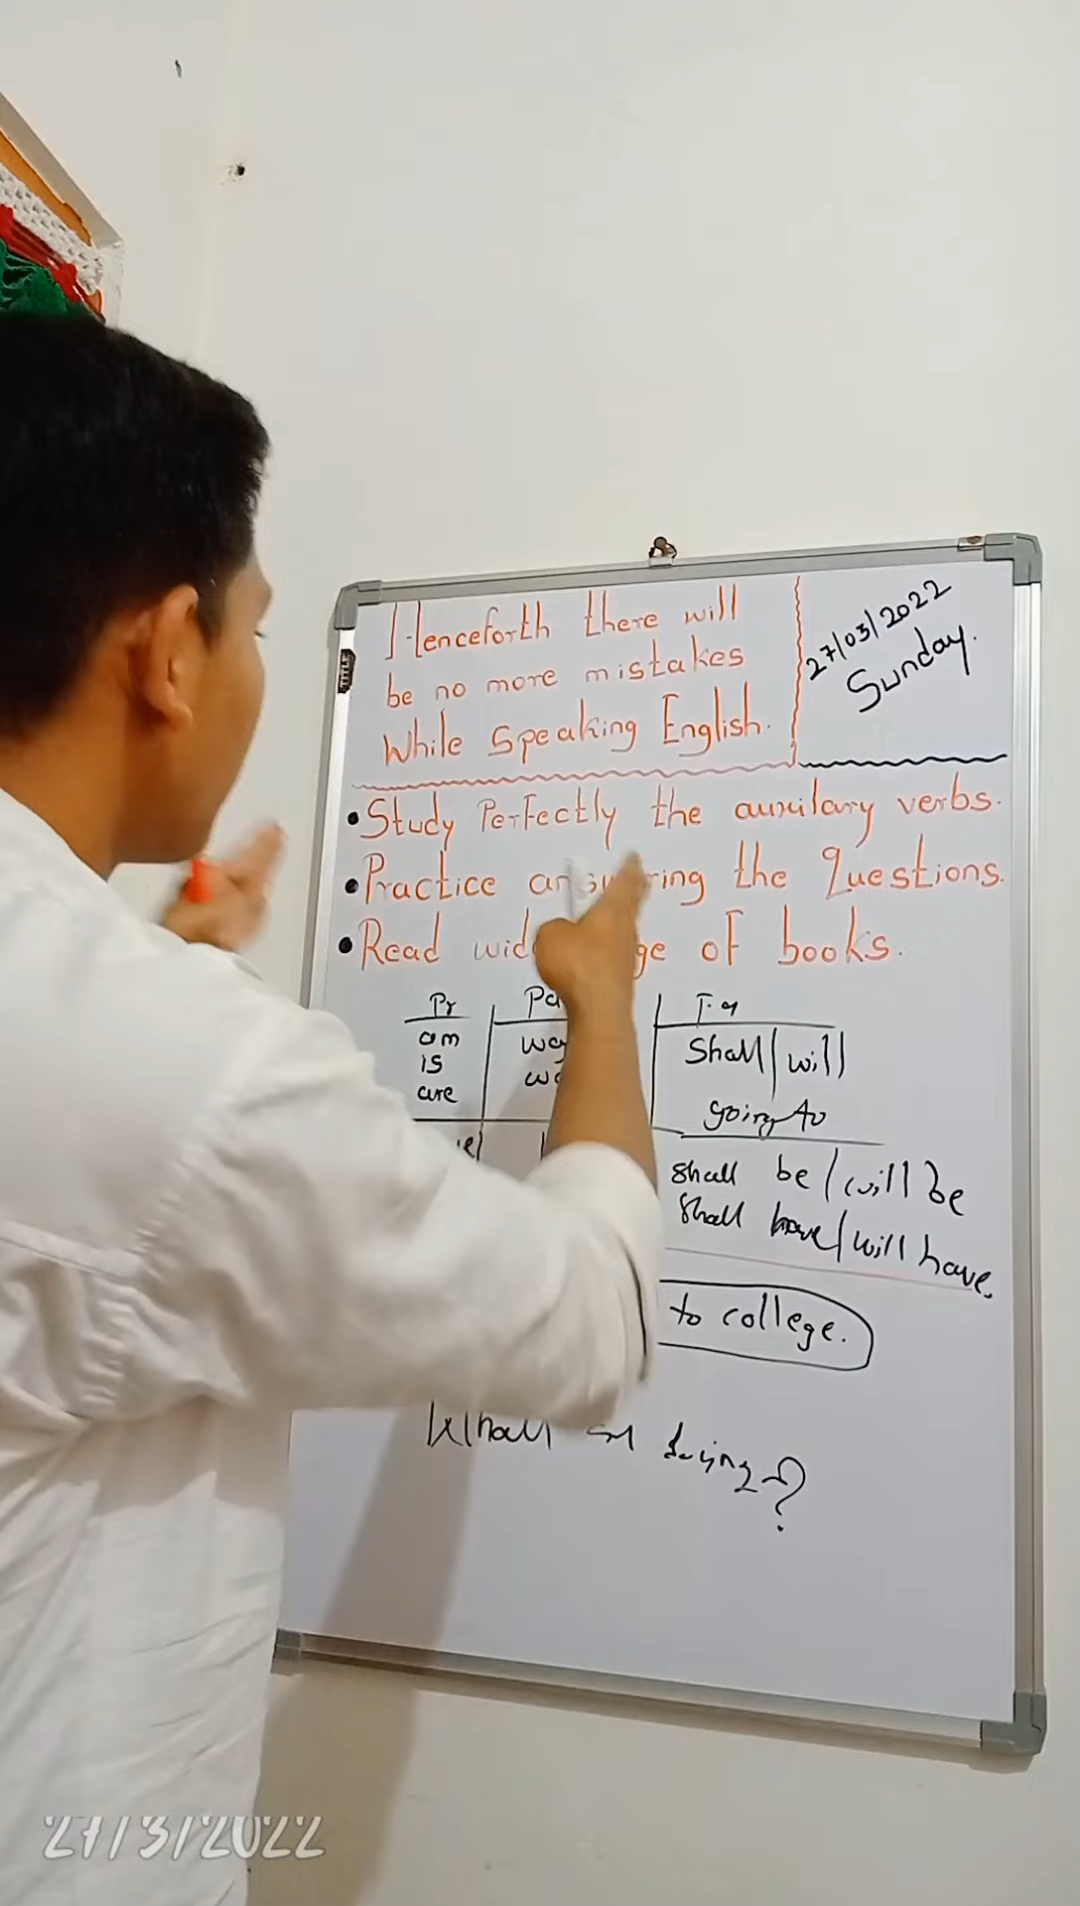 Henceforth there will
be no more mistakes
While Speaking English.
27/03/2022
Sunday.
• Study Perfectly the auxilary verbs.
• Practice answering the Questions.
• Read of books.
Pr
am
is
are
Shall / will
going to
shall be / will be
Shall have / will have.
to college.
doing?
27/3/2022